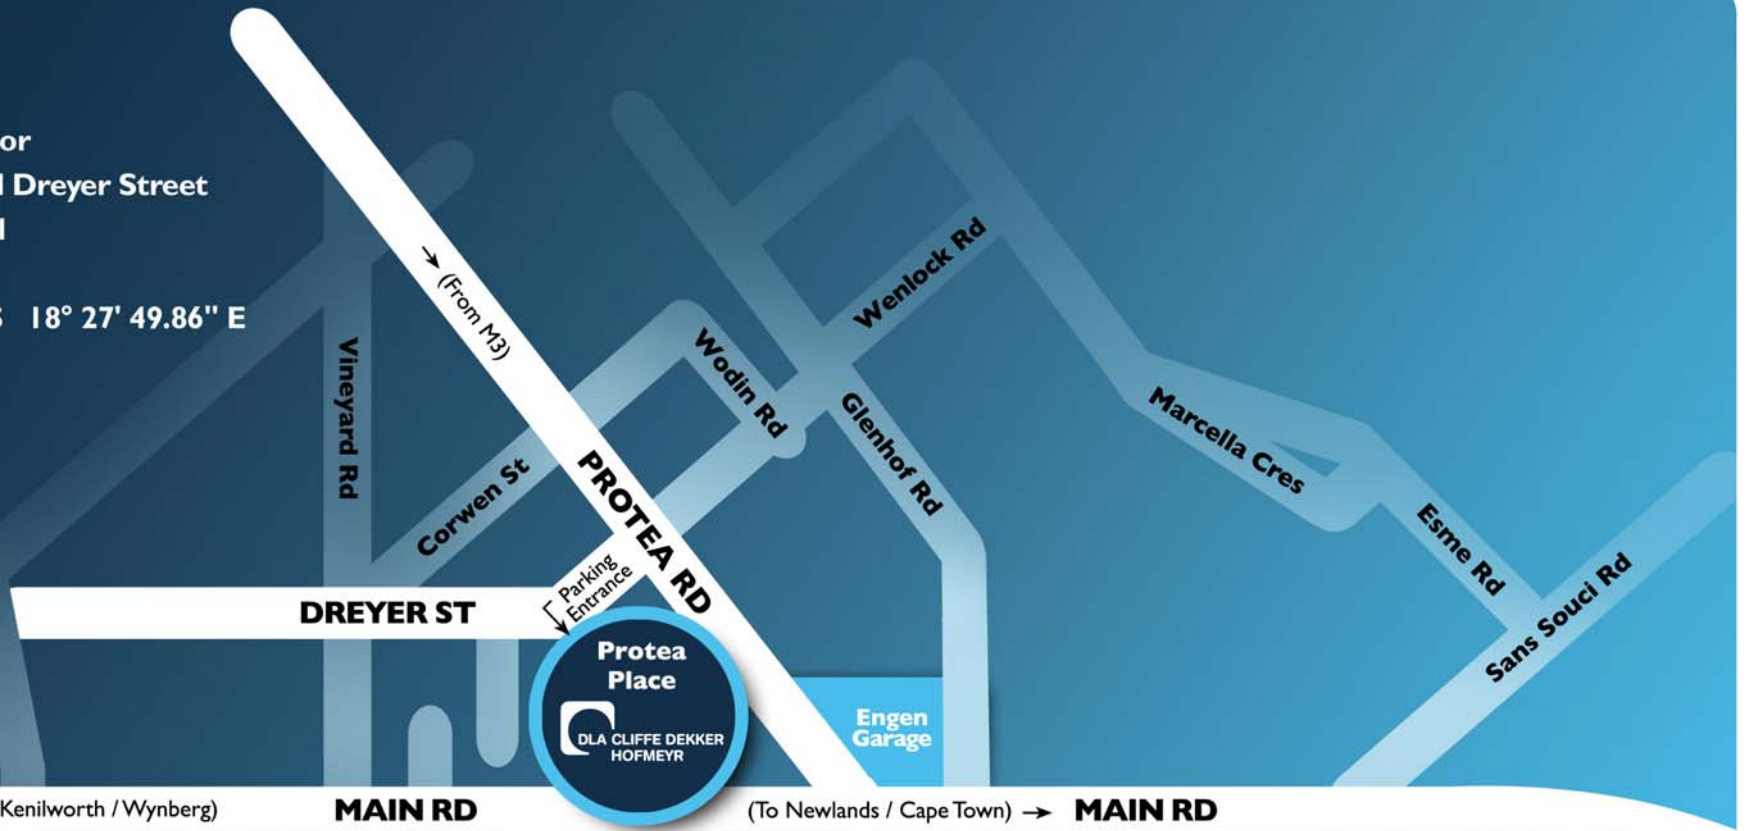 or
Dreyer Street
18° 27' 49.86" E
(From M3)
Vineyard Rd
Corwen St
Wodin Rd
Wenlock Rd
Glenhof Rd
PROTEA RD
Marcella Cres
Esme Rd
Sans Souci Rd
Parking
Entrance
DREYER ST
Protea
Place
DLA CLIFFE DEKKER
HOFMEYR
Engen
Garage
Kenilworth / Wynberg)
MAIN RD
(To Newlands / Cape Town) → MAIN RD